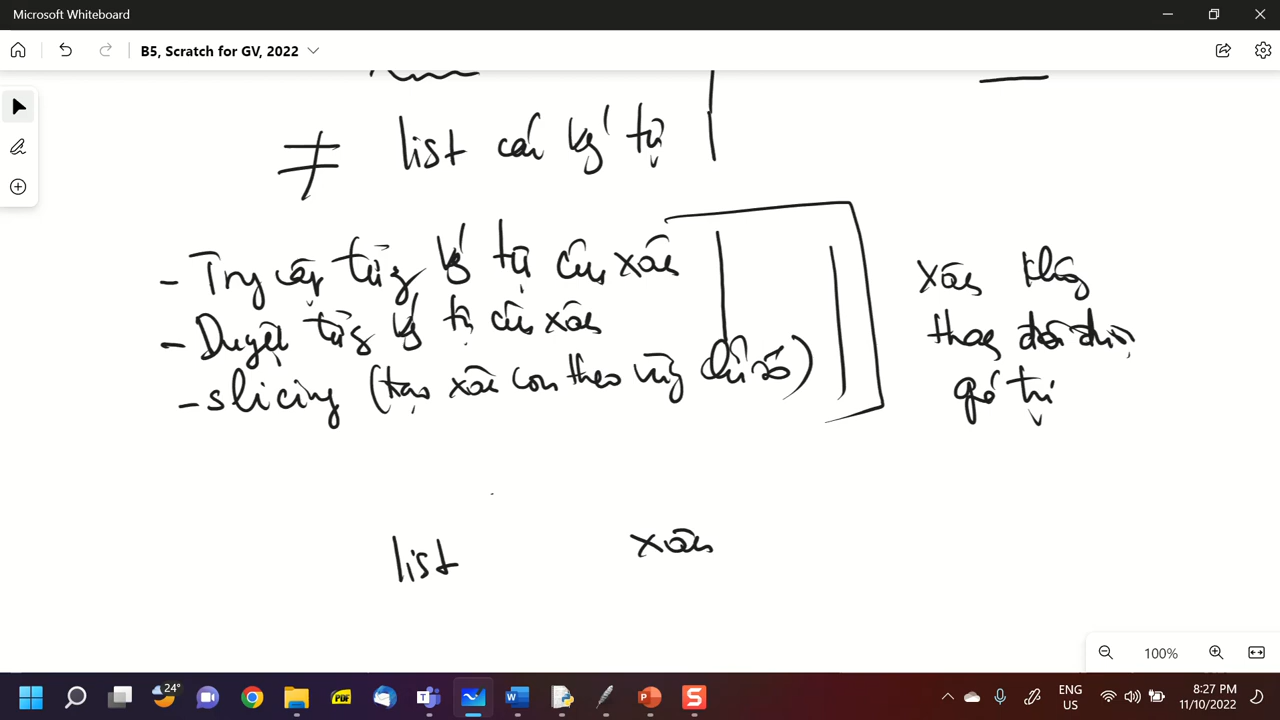 Microsoft Whiteboard
B5, Scratch for GV, 2022
≠ list các ký tự
- Truy cập từng ký tự của xâu
- Duyệt từng ký tự của xâu
- slicing (tạo xâu con theo vùng chỉ số)
xâu không
thay đổi được
giá trị
list xâu
100%
24°
ENG
US
8:27 PM
11/10/2022